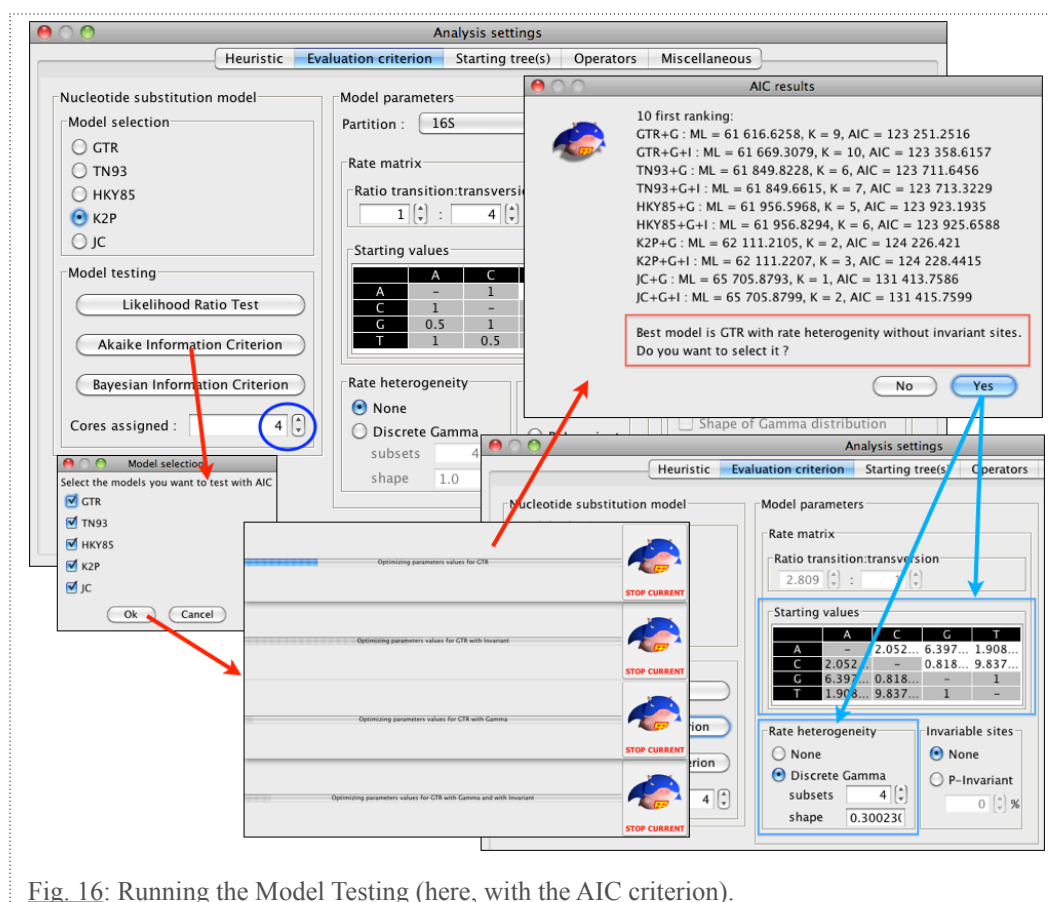 Analysis settings
Heuristic Evaluation criterion Starting tree(s) Operators Miscellaneous
Nucleotide substitution model
Model selection
GTR
TN93
HKY85
K2P
JC
Model testing
Likelihood Ratio Test
Akaike Information Criterion
Bayesian Information Criterion
Cores assigned : 4
Model parameters
Partition : 16S
Rate matrix
Ratio transition:transversi
1 : 4
Starting values
A C
A – 1
C 1 –
G 0.5 1
T 1 0.5
Rate heterogeneity
None
Discrete Gamma
subsets 4
shape 1.0
Shape of Gamma distribution
AIC results
10 first ranking:
GTR+G : ML = 61 616.6258, K = 9, AIC = 123 251.2516
GTR+G+I : ML = 61 669.3079, K = 10, AIC = 123 358.6157
TN93+G : ML = 61 849.8228, K = 6, AIC = 123 711.6456
TN93+G+I : ML = 61 849.6615, K = 7, AIC = 123 713.3229
HKY85+G : ML = 61 956.5968, K = 5, AIC = 123 923.1935
HKY85+G+I : ML = 61 956.8294, K = 6, AIC = 123 925.6588
K2P+G : ML = 62 111.2105, K = 2, AIC = 124 226.421
K2P+G+I : ML = 62 111.2207, K = 3, AIC = 124 228.4415
JC+G : ML = 65 705.8793, K = 1, AIC = 131 413.7586
JC+G+I : ML = 65 705.8799, K = 2, AIC = 131 415.7599
Best model is GTR with rate heterogenity without invariant sites.
Do you want to select it ?
No Yes
Model selection
Select the models you want to test with AIC
GTR
TN93
HKY85
K2P
JC
Ok Cancel
Optimizing parameters values for GTR
STOP CURRENT
Optimizing parameters values for GTR with Invariant
STOP CURRENT
Optimizing parameters values for GTR with Gamma
STOP CURRENT
Optimizing parameters values for GTR with Gamma and with Invariant
STOP CURRENT
Analysis settings
Heuristic Evaluation criterion Starting tree(s) Operators
Nucleotide substitution model
ion
erion
4
Model parameters
Rate matrix
Ratio transition:transversion
2.809 :
Starting values
A C G T
A – 2.052... 6.397... 1.908...
C 2.052... – 0.818... 9.837...
G 6.397... 0.818... – 1
T 1.908... 9.837... 1 –
Rate heterogeneity
None
Discrete Gamma
subsets 4
shape 0.300230
Invariable sites
None
P-Invariant
0 %
Fig. 16: Running the Model Testing (here, with the AIC criterion).